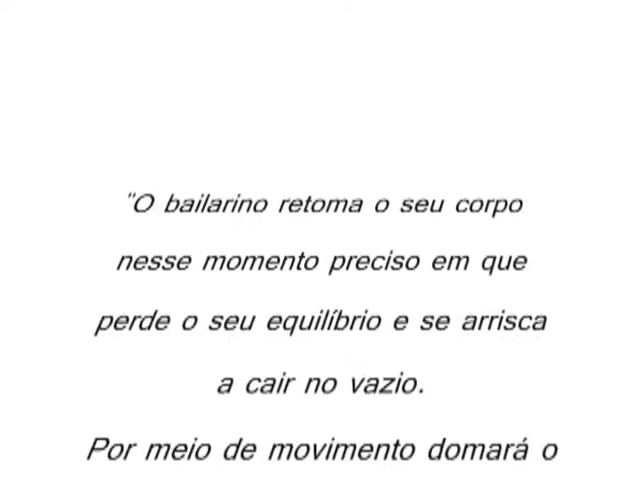 "O bailarino retoma o seu corpo
nesse momento preciso em que
perde o seu equilíbrio e se arrisca
a cair no vazio.
Por meio de movimento domará o